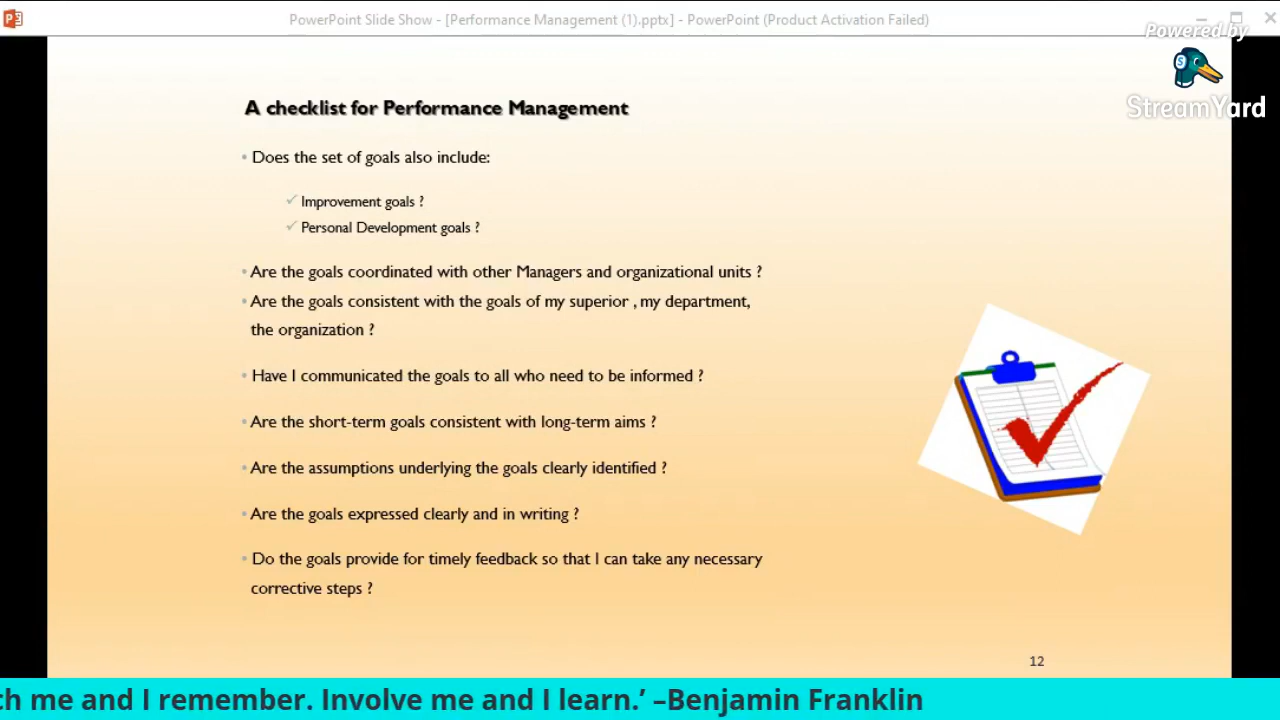 PowerPoint Slide Show - [Performance Management (1).pptx] - PowerPoint (Product Activation Failed)
Powered by
StreamYard
A checklist for Performance Management
• Does the set of goals also include:
✓ Improvement goals ?
✓ Personal Development goals ?
• Are the goals coordinated with other Managers and organizational units ?
• Are the goals consistent with the goals of my superior , my department,
the organization ?
• Have I communicated the goals to all who need to be informed ?
• Are the short-term goals consistent with long-term aims ?
• Are the assumptions underlying the goals clearly identified ?
• Are the goals expressed clearly and in writing ?
• Do the goals provide for timely feedback so that I can take any necessary
corrective steps ?
12
me and I remember. Involve me and I learn.’ –Benjamin Franklin